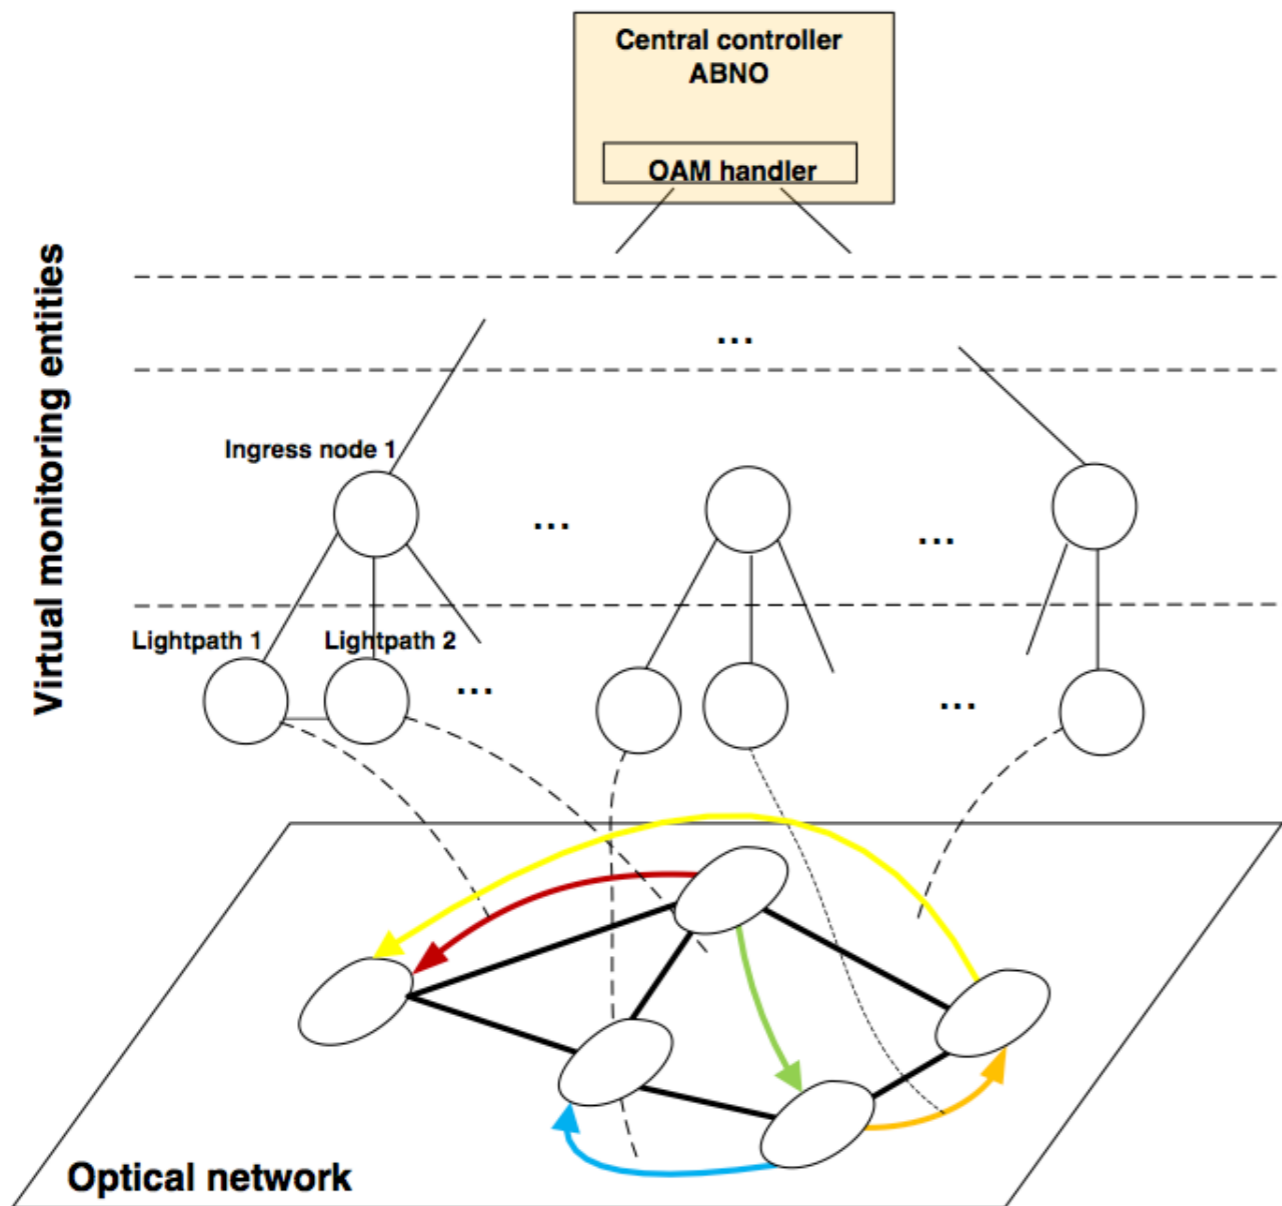 Central controller
ABNO
OAM handler
Virtual monitoring entities
...
Ingress node 1
...
...
Lightpath 1
Lightpath 2
...
...
Optical network